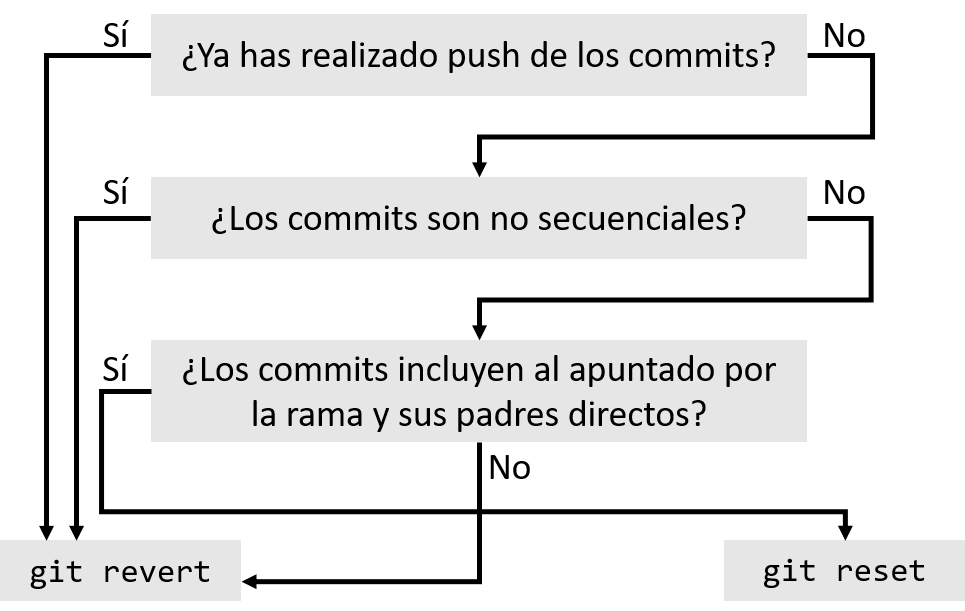 Sí
¿Ya has realizado push de los commits?
No
Sí
¿Los commits son no secuenciales?
No
Sí
¿Los commits incluyen al apuntado por
la rama y sus padres directos?
No
git revert
git reset